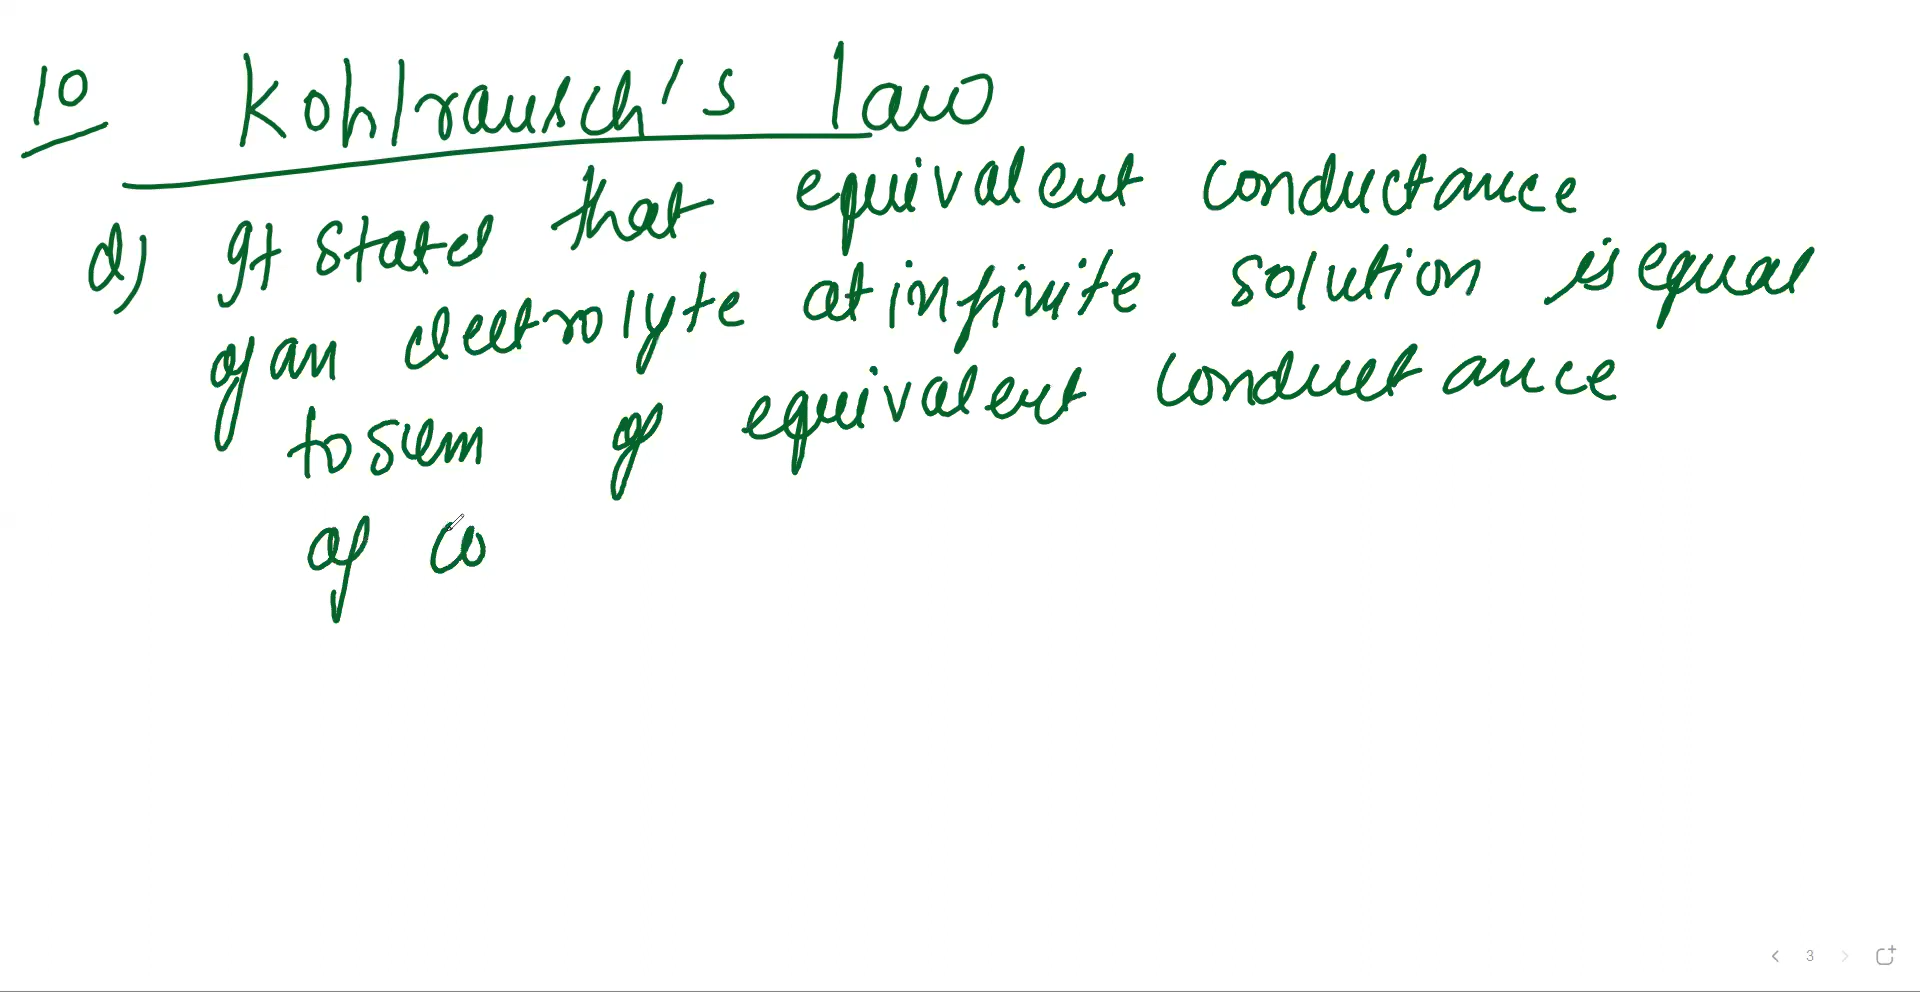 10 Kohlrausch's law
d) It states that equivalent conductance
of an electrolyte at infinite solution is equal
to sum of equivalent conductance
of co
3